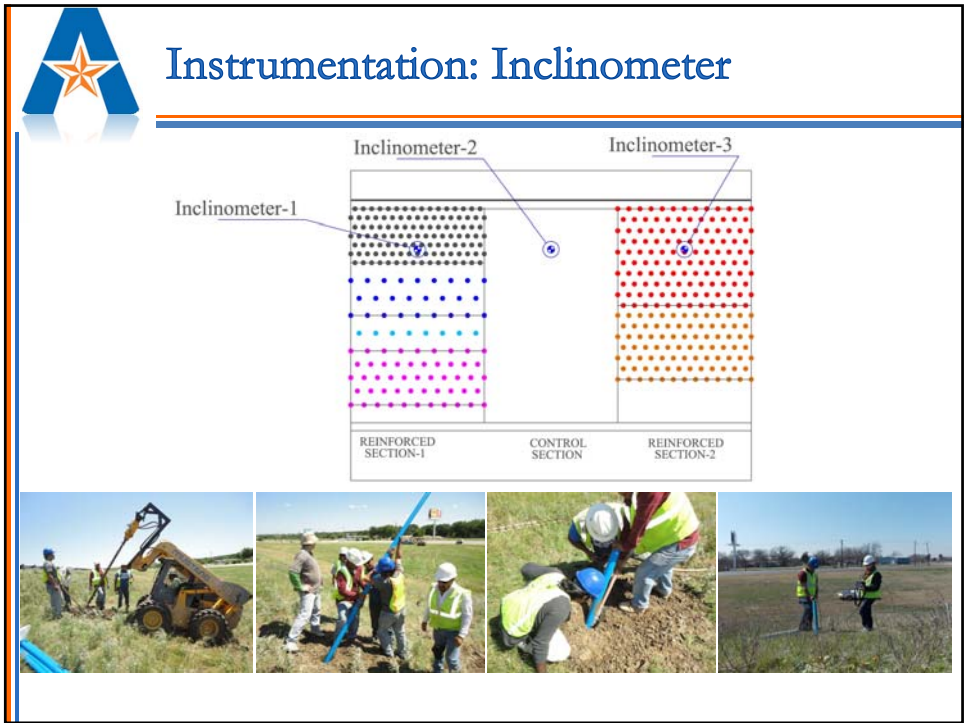 Instrumentation: Inclinometer
Inclinometer-2
Inclinometer-3
Inclinometer-1
REINFORCED
SECTION-1
CONTROL
SECTION
REINFORCED
SECTION-2